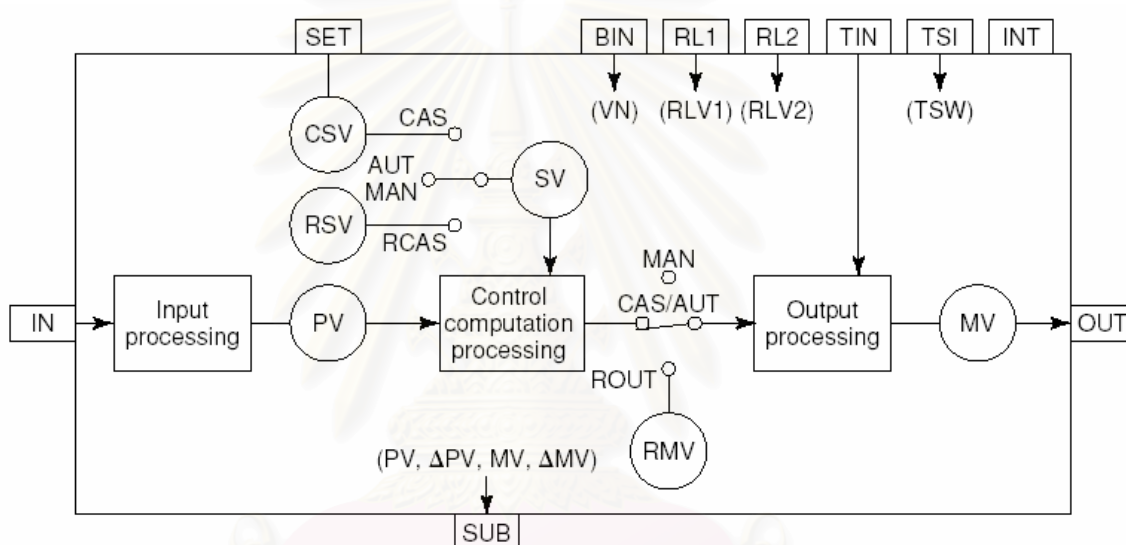 SET
BIN
RL1
RL2
TIN
TSI
INT
(VN)
(RLV1)
(RLV2)
(TSW)
CSV
CAS
AUT
MAN
SV
RSV
RCAS
MAN
CAS/AUT
IN
Input
processing
PV
Control
computation
processing
Output
processing
MV
OUT
ROUT
RMV
(PV, ΔPV, MV, ΔMV)
SUB